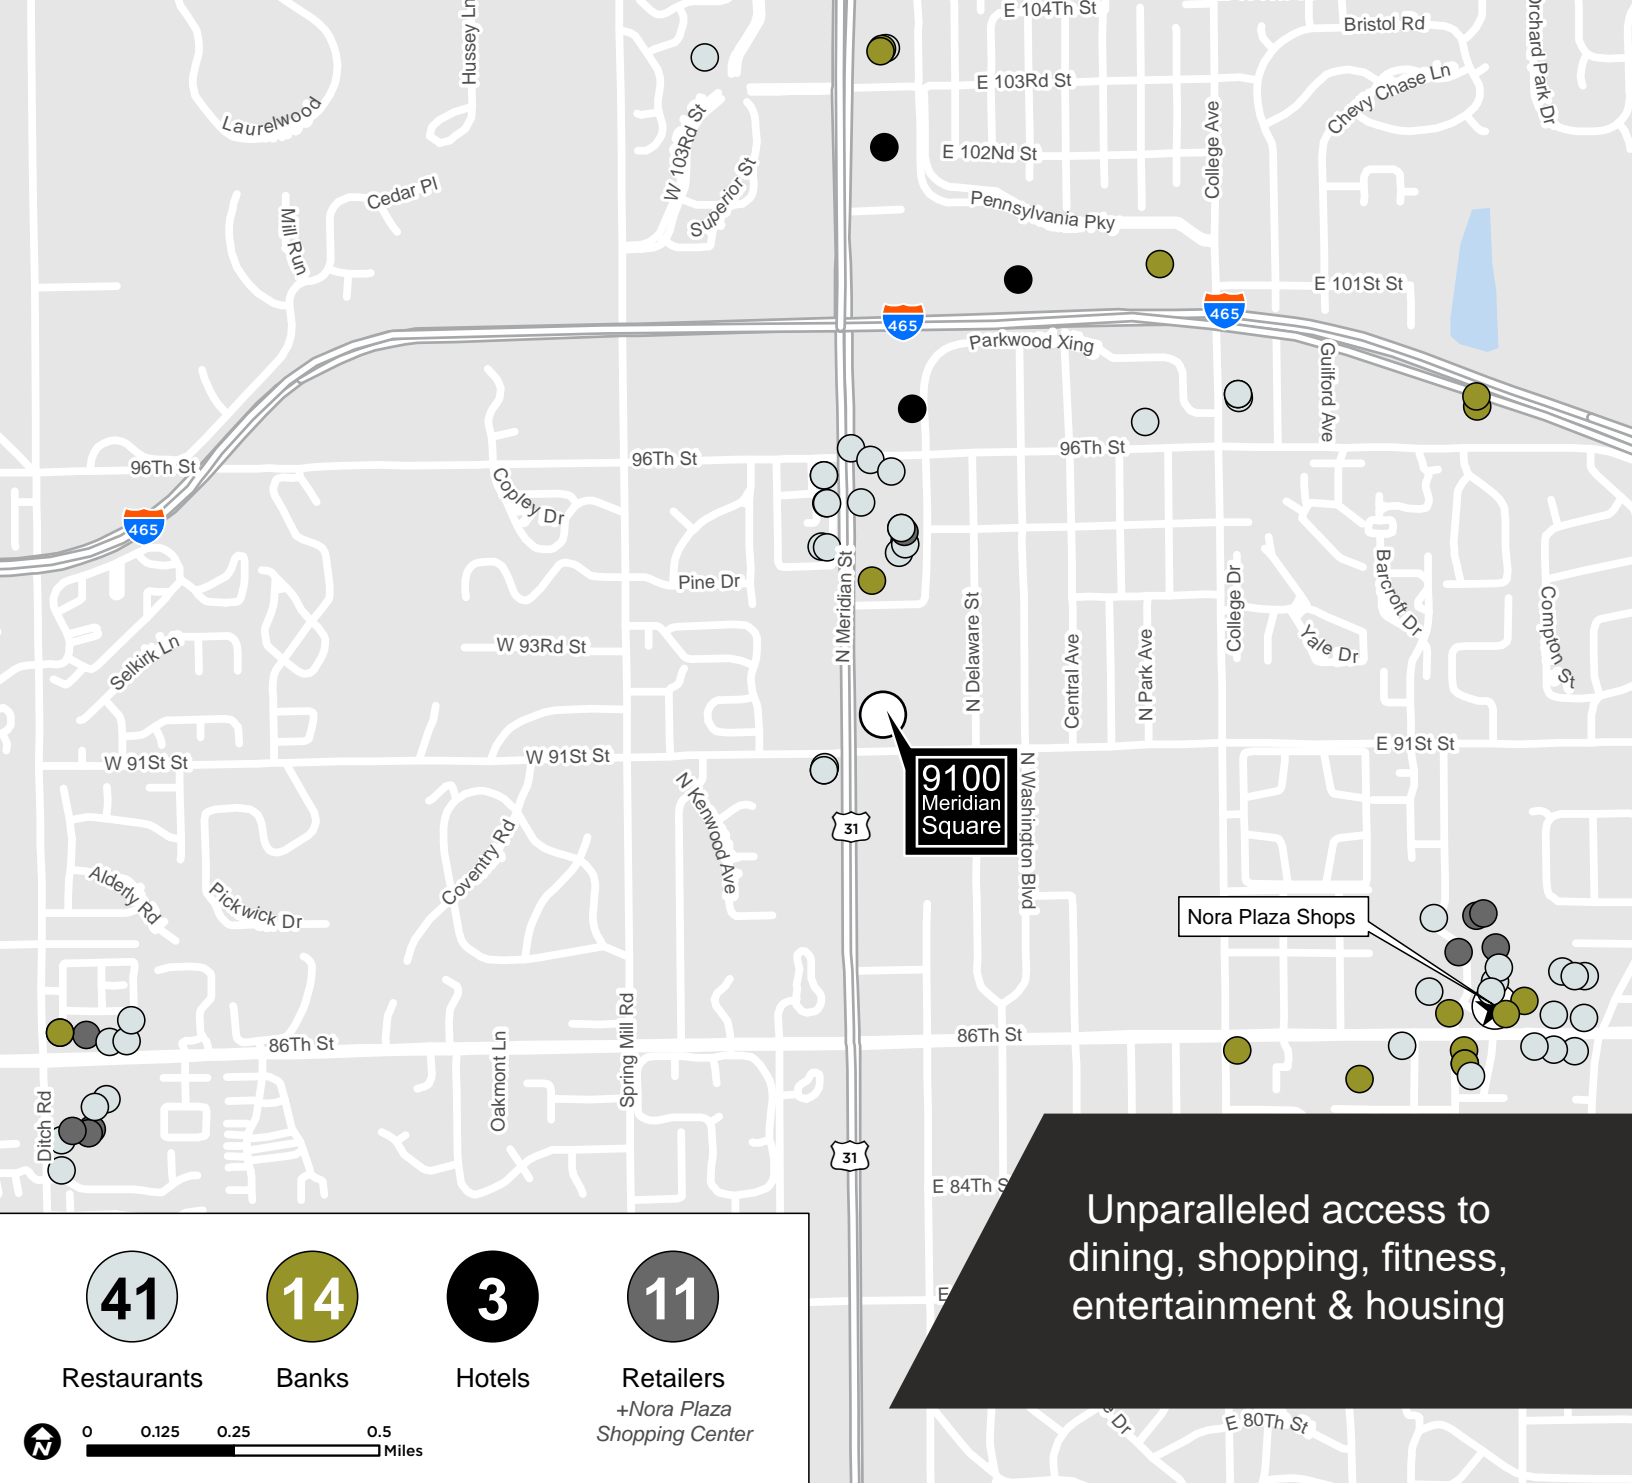 E 104Th St
Bristol Rd
Orchard Park Dr
Hussey Ln
E 103Rd St
Chevy Chase Ln
Laurelwood
W 103Rd St
College Ave
E 102Nd St
Superior St
Cedar Pl
Pennsylvania Pky
Mill Run
E 101St St
465
465
Parkwood Xing
Guilford Ave
96Th St
96Th St
96Th St
Copley Dr
465
Pine Dr
N Meridian St
N Delaware St
College Dr
Barcroft Dr
Compton St
W 93Rd St
Selkirk Ln
Central Ave
N Park Ave
Yale Dr
W 91St St
W 91St St
E 91St St
9100
Meridian
Square
N Washington Blvd
N Kenwood Ave
31
Coventry Rd
Alderly Rd
Pickwick Dr
Nora Plaza Shops
Spring Mill Rd
86Th St
86Th St
Oakmont Ln
Ditch Rd
31
E 84Th S
E
Unparalleled access to
dining, shopping, fitness,
entertainment & housing
41
14
3
11
Restaurants
Banks
Hotels
Retailers
+Nora Plaza
Shopping Center
N
0
0.125
0.25
0.5
Miles
e Dr
E 80Th St